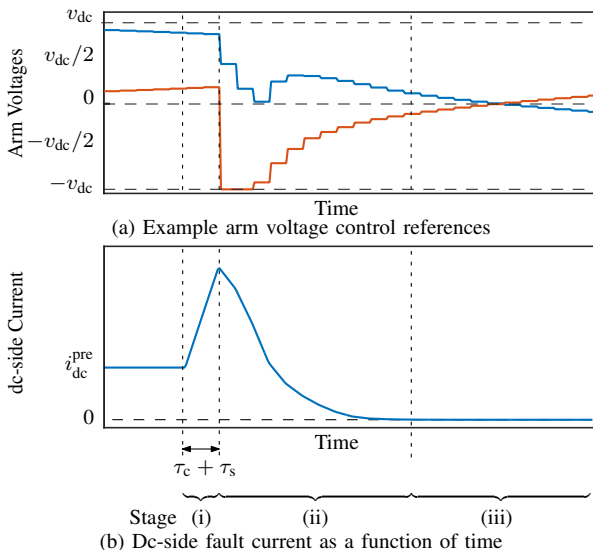 v_dc
v_dc/2
0
−v_dc/2
−v_dc
Arm Voltages
Time
(a) Example arm voltage control references
dc-side Current
i_dc^pre
0
Time
τ_c + τ_s
Stage (i) (ii) (iii)
(b) Dc-side fault current as a function of time